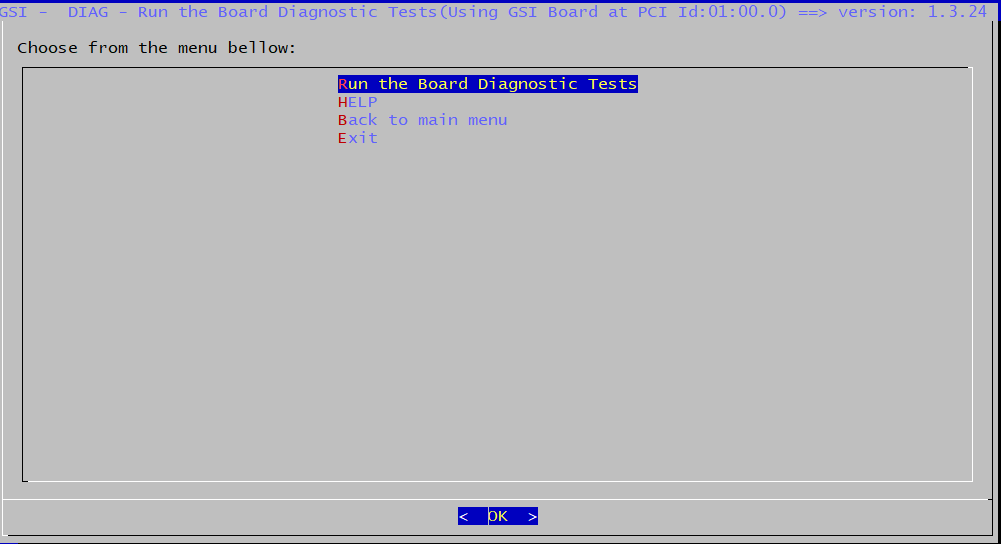 GSI -  DIAG - Run the Board Diagnostic Tests(Using GSI Board at PCI Id:01:00.0) ==> version: 1.3.24
Choose from the menu bellow:
Run the Board Diagnostic Tests
HELP
Back to main menu
Exit
<  OK  >